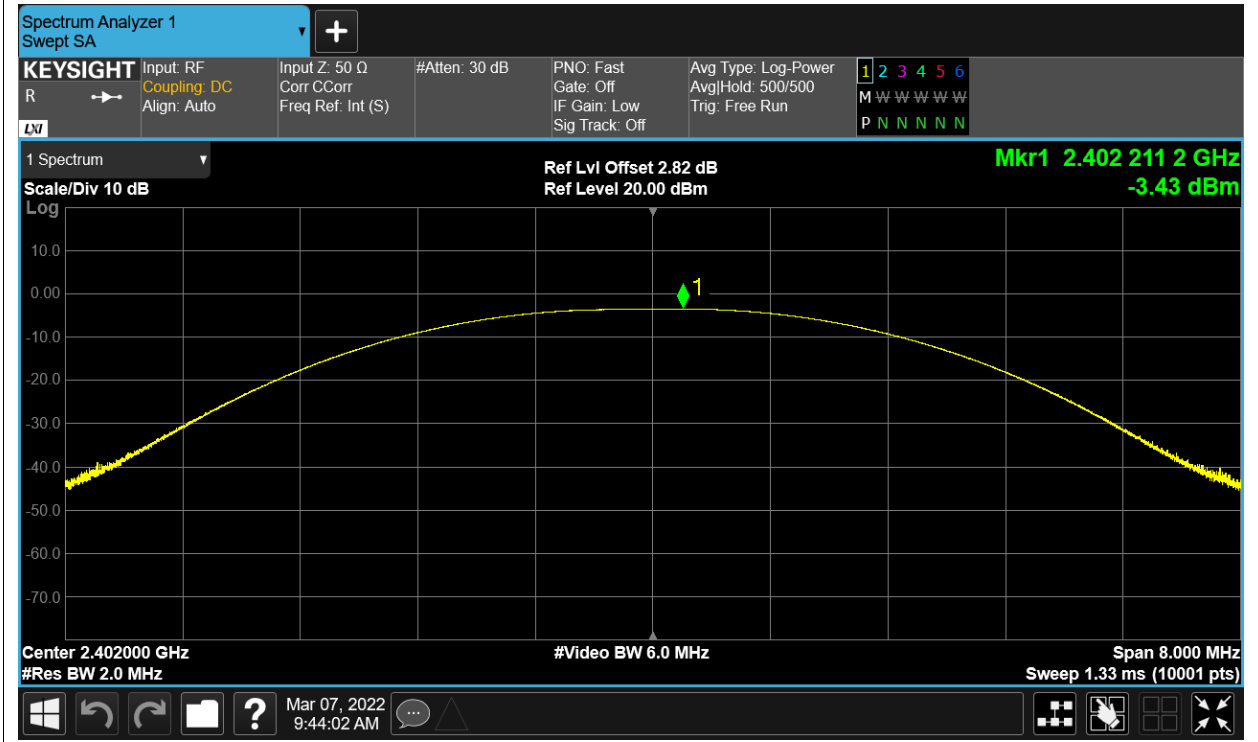 Spectrum Analyzer 1
Swept SA
+
KEYSIGHT
R
LXI
Input: RF
Coupling: DC
Align: Auto
Input Z: 50 Ω
Corr CCorr
Freq Ref: Int (S)
#Atten: 30 dB
PNO: Fast
Gate: Off
IF Gain: Low
Sig Track: Off
Avg Type: Log-Power
Avg|Hold: 500/500
Trig: Free Run
1 2 3 4 5 6
M W W W W W W
P N N N N N N
1 Spectrum
Scale/Div 10 dB
Log
Ref Lvl Offset 2.82 dB
Ref Level 20.00 dBm
Mkr1 2.402 211 2 GHz
-3.43 dBm
1
10.0
0.00
-10.0
-20.0
-30.0
-40.0
-50.0
-60.0
-70.0
Center 2.402000 GHz
#Res BW 2.0 MHz
#Video BW 6.0 MHz
Span 8.000 MHz
Sweep 1.33 ms (10001 pts)
?
Mar 07, 2022
9:44:02 AM